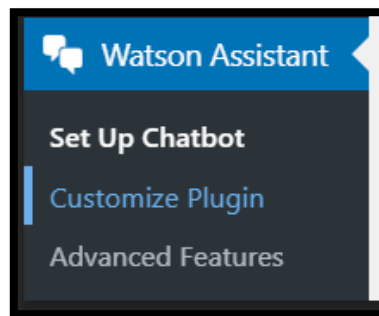 Watson Assistant
Set Up Chatbot
Customize Plugin
Advanced Features